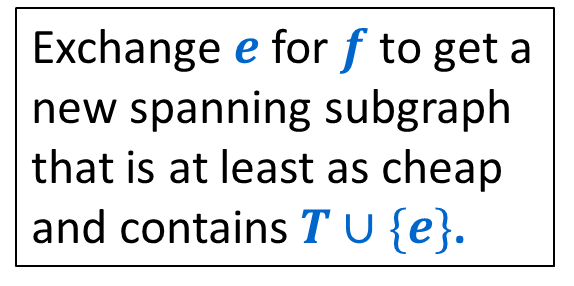 Exchange e for f to get a
new spanning subgraph
that is at least as cheap
and contains T ∪ {e}.